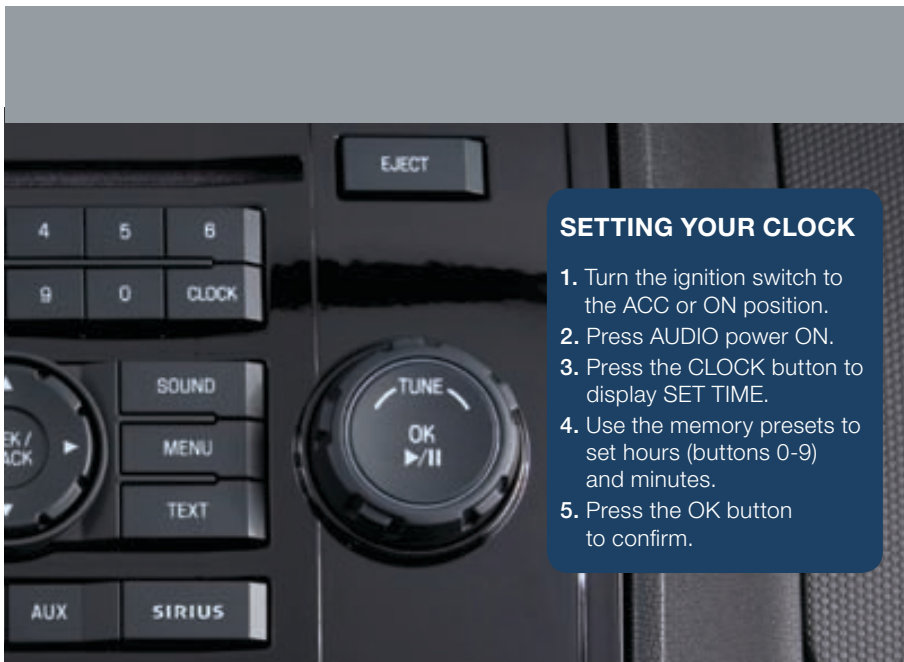 EJECT
4 5 6
9 0 CLOCK
SOUND
TUNE
OK
▶/II
MENU
TEXT
AUX SIRIUS
SETTING YOUR CLOCK
1. Turn the ignition switch to
the ACC or ON position.
2. Press AUDIO power ON.
3. Press the CLOCK button to
display SET TIME.
4. Use the memory presets to
set hours (buttons 0-9)
and minutes.
5. Press the OK button
to confirm.